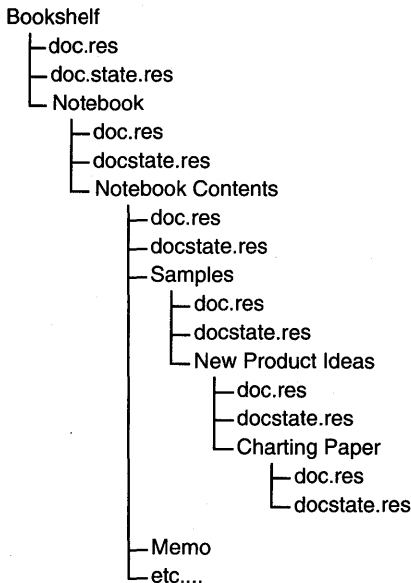 Bookshelf
doc.res
doc.state.res
Notebook
doc.res
docstate.res
Notebook Contents
doc.res
docstate.res
Samples
doc.res
docstate.res
New Product Ideas
doc.res
docstate.res
Charting Paper
doc.res
docstate.res
Memo
etc....